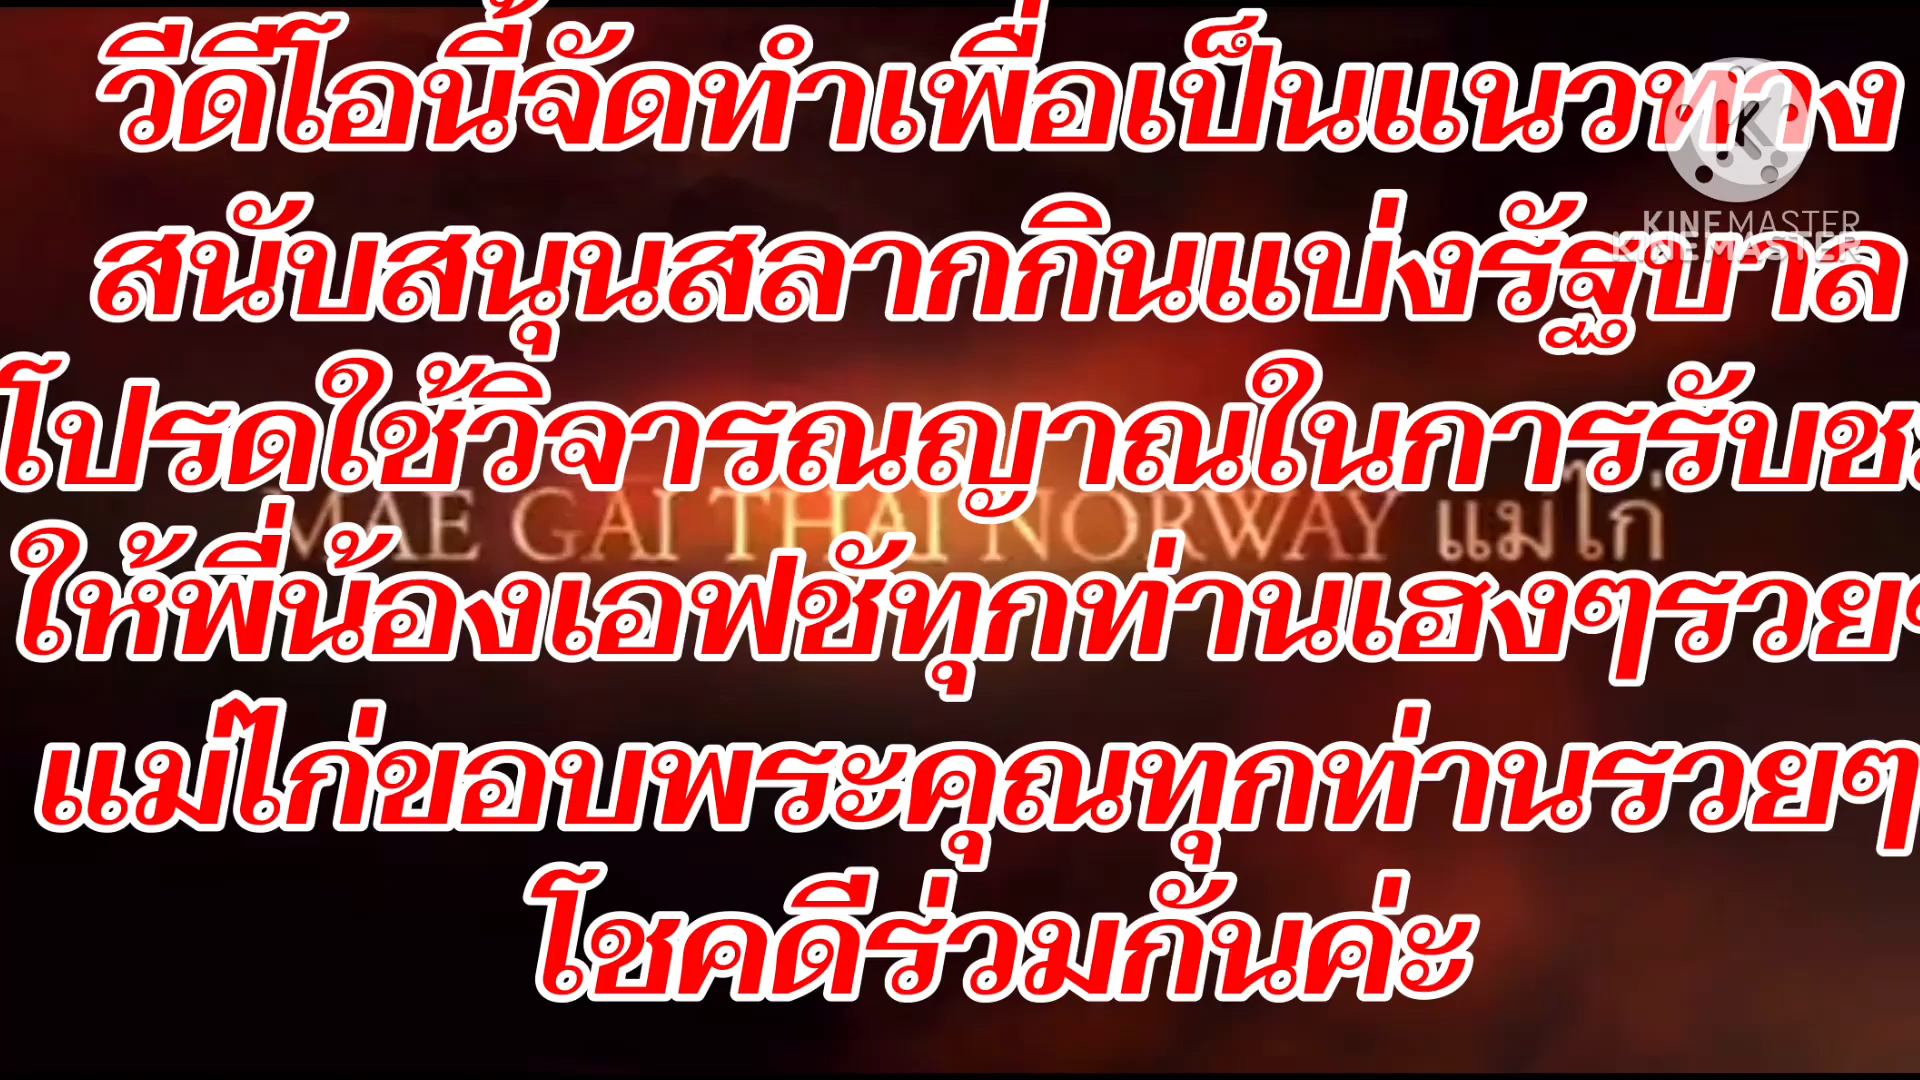 วีดีโอนี้จัดทำเพื่อเป็นแนวทาง
สนับสนุนสลากกินแบ่งรัฐบาล
โปรดใช้วิจารณญาณในการรับช
ให้พี่น้องเอฟซีทุกท่านเฮงๆรวยๆ
แม่ไก่ขอบพระคุณทุกท่านรวยๆ
โชคดีร่วมกันค่ะ
MAE GAI THAI NORWAY แม่ไก่
KINEMASTER
KINEMASTER